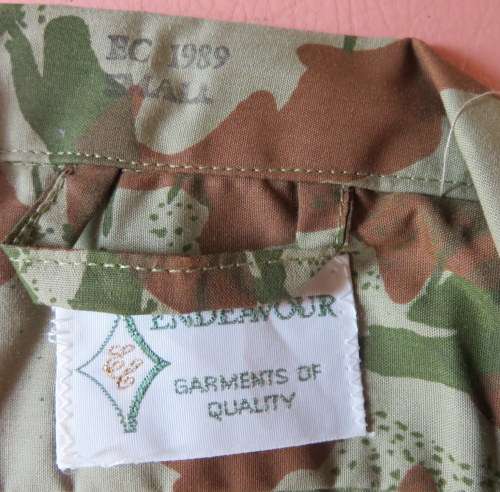 EC 1989
SMALL
ENDEAVOUR
GARMENTS OF
QUALITY